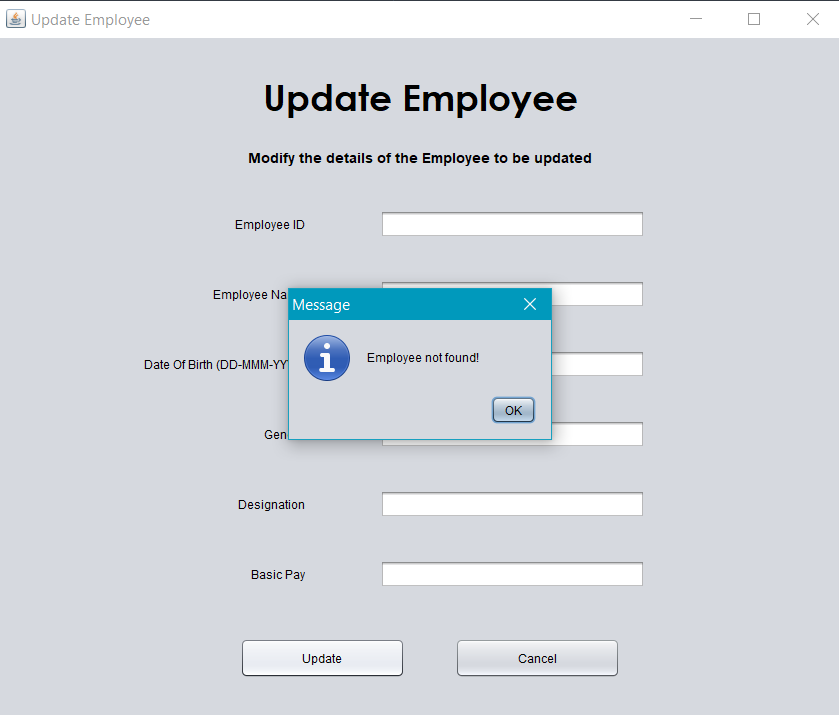 Update Employee
Update Employee
Modify the details of the Employee to be updated
Employee ID
Employee Na
Message
Employee not found!
Date Of Birth (DD-MMM-YY
OK
Gen
Designation
Basic Pay
Update Cancel